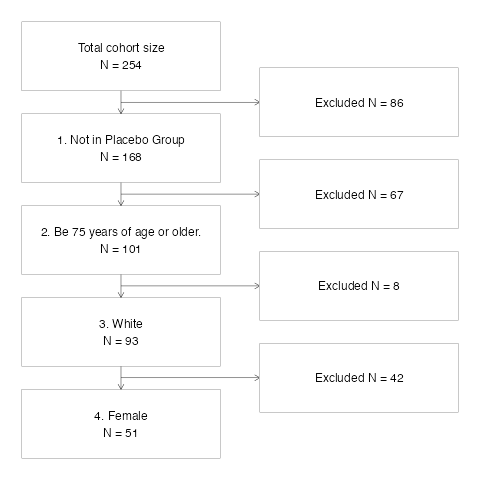 Total cohort size
N = 254
Excluded N = 86
1. Not in Placebo Group
N = 168
Excluded N = 67
2. Be 75 years of age or older.
N = 101
Excluded N = 8
3. White
N = 93
Excluded N = 42
4. Female
N = 51